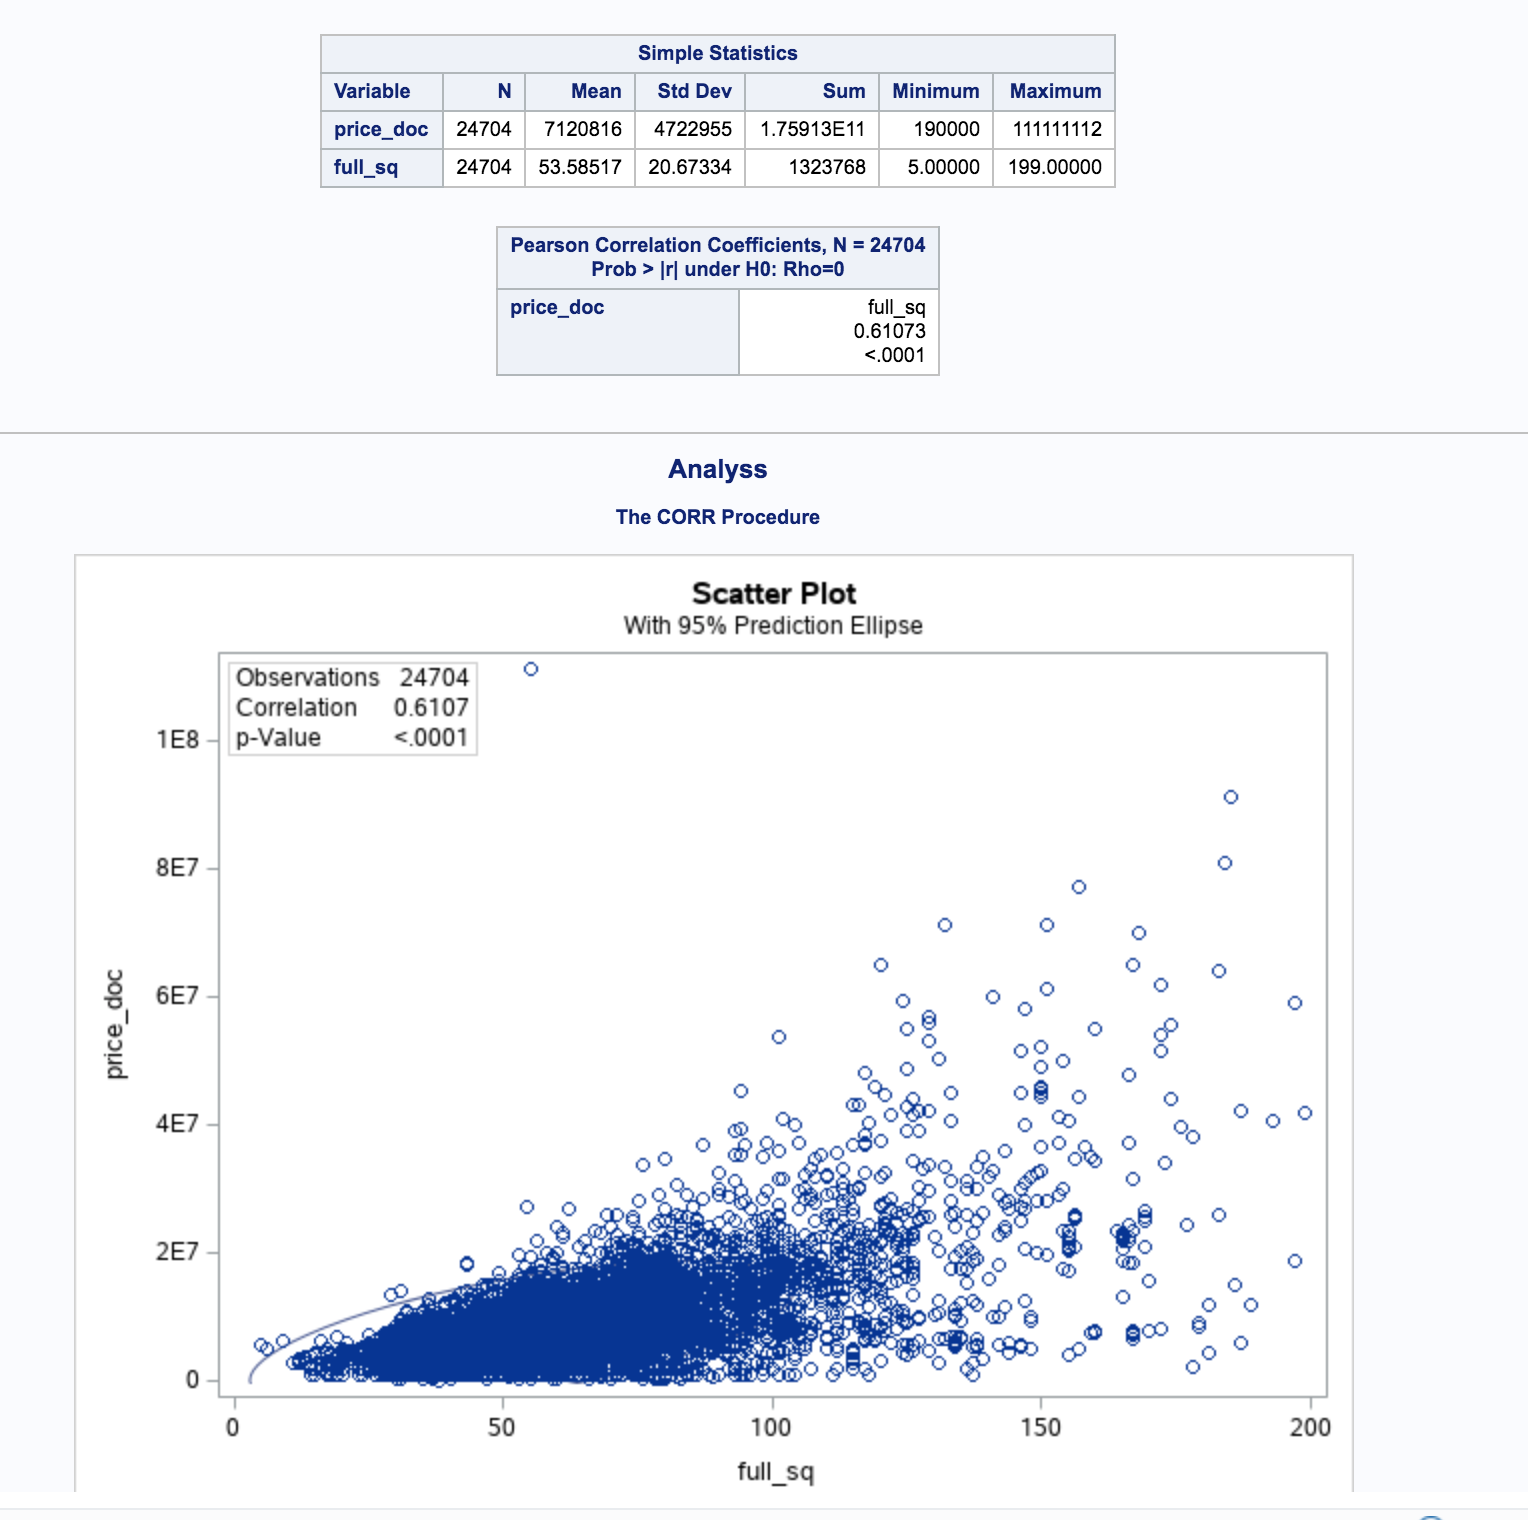 Simple Statistics
Variable N Mean Std Dev Sum Minimum Maximum
price_doc 24704 7120816 4722955 1.75913E11 190000 111111112
full_sq 24704 53.58517 20.67334 1323768 5.00000 199.00000
Pearson Correlation Coefficients, N = 24704
Prob > |r| under H0: Rho=0
price_doc full_sq
0.61073
<.0001
Analyss
The CORR Procedure
Scatter Plot
With 95% Prediction Ellipse
Observations 24704
Correlation 0.6107
p-Value <.0001
1E8
8E7
6E7
4E7
2E7
0
price_doc
0 50 100 150 200
full_sq